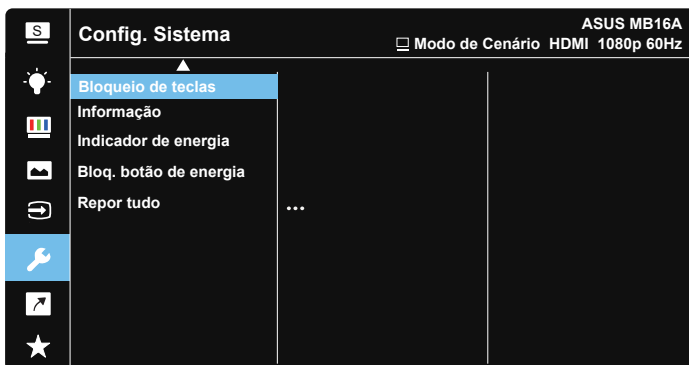 S
Config. Sistema
ASUS MB16A
Modo de Cenário HDMI 1080p 60Hz
Bloqueio de teclas
Informação
Indicador de energia
Bloq. botão de energia
Repor tudo
...